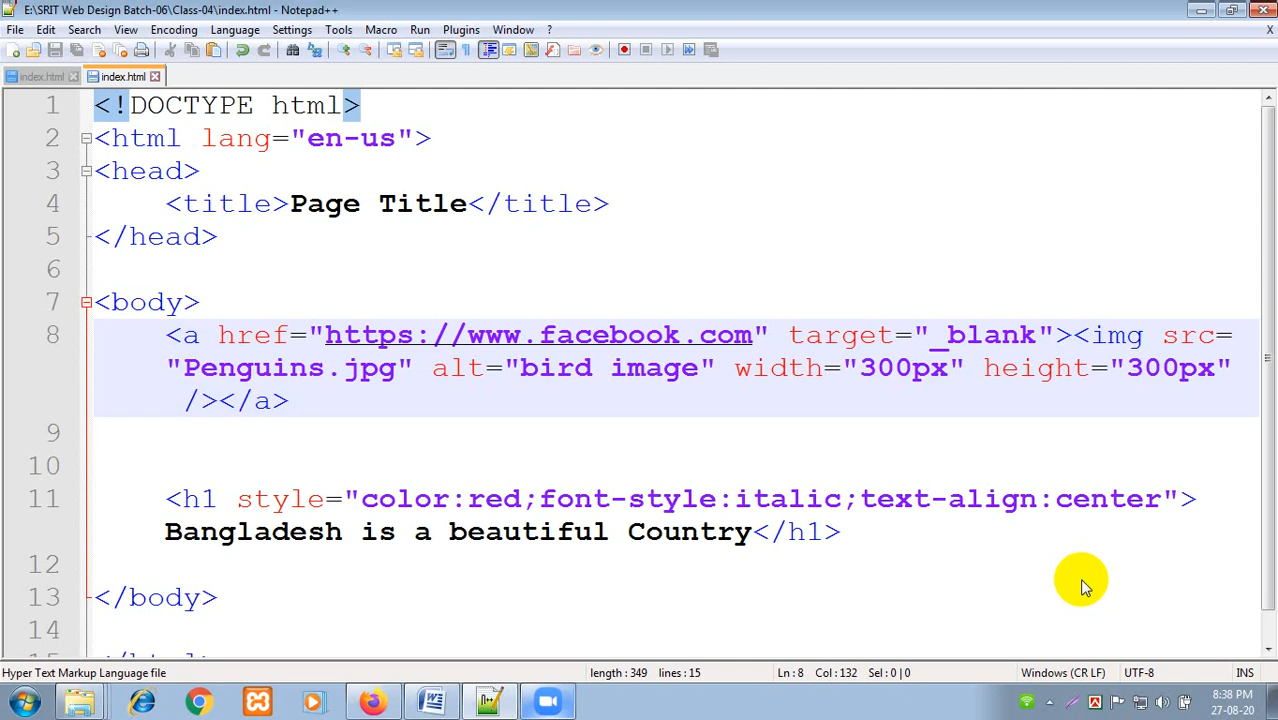 E:\SRIT Web Design Batch-06\Class-04\index.html - Notepad++
File Edit Search View Encoding Language Settings Tools Macro Run Plugins Window ? X
index.html index.html
1 <!DOCTYPE html>
2 <html lang="en-us">
3 <head>
4 <title>Page Title</title>
5 </head>
6
7 <body>
8 <a href="https://www.facebook.com" target="_blank"><img src=
"Penguins.jpg" alt="bird image" width="300px" height="300px"
/></a>
9
10
11 <h1 style="color:red;font-style:italic;text-align:center">
Bangladesh is a beautiful Country</h1>
12
13 </body>
14
Hyper Text Markup Language file length : 349 lines : 15 Ln : 8 Col : 132 Sel : 0 | 0 Windows (CR LF) UTF-8 INS
8:38 PM
27-08-20